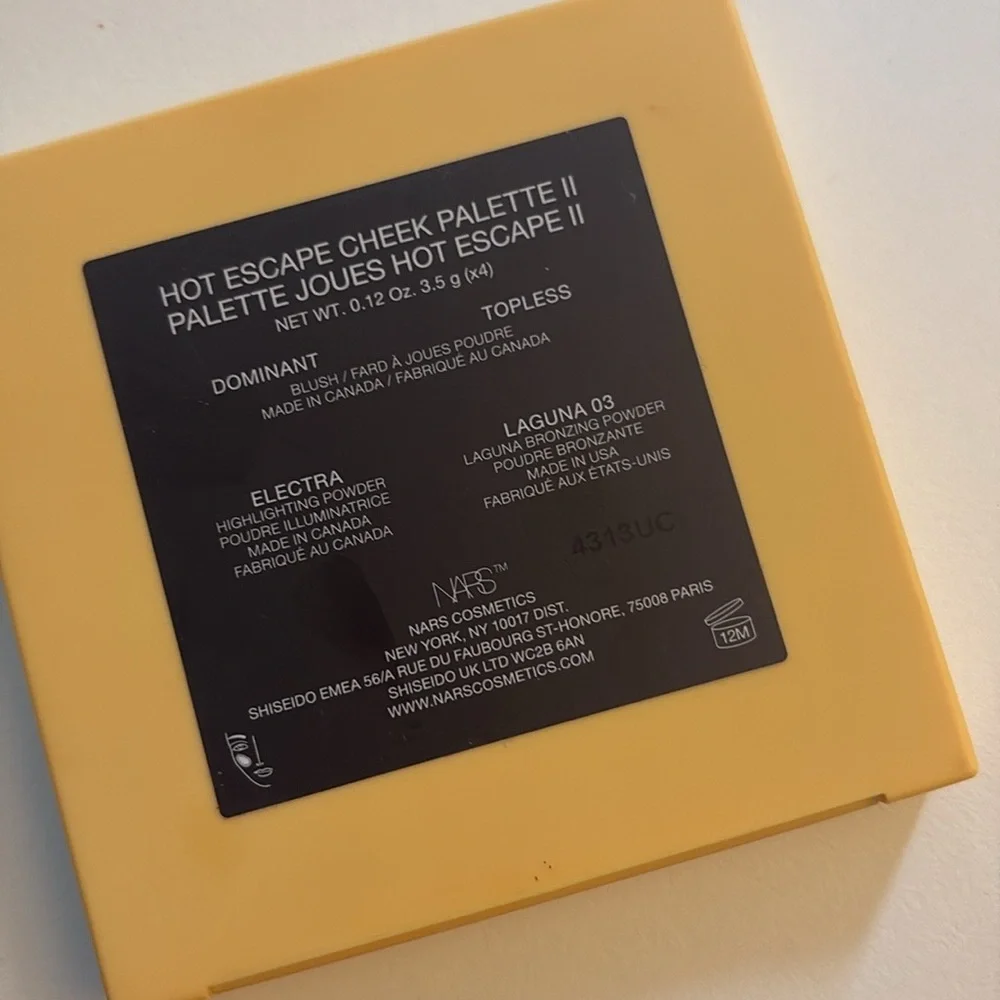 HOT ESCAPE CHEEK PALETTE II
PALETTE JOUES HOT ESCAPE II
NET WT. 0.12 Oz. 3.5 g (x4)
DOMINANT
TOPLESS
BLUSH / FARD À JOUES POUDRE
MADE IN CANADA / FABRIQUÉ AU CANADA
ELECTRA
HIGHLIGHTING POWDER
POUDRE ILLUMINATRICE
MADE IN CANADA
FABRIQUÉ AU CANADA
LAGUNA 03
LAGUNA BRONZING POWDER
POUDRE BRONZANTE
MADE IN USA
FABRIQUÉ AUX ÉTATS-UNIS
4313UC
NARS™
NARS COSMETICS
NEW YORK, NY 10017 DIST.
SHISEIDO EMEA 56/A RUE DU FAUBOURG ST-HONORE, 75008 PARIS
SHISEIDO UK LTD WC2B 6AN
WWW.NARSCOSMETICS.COM
12M